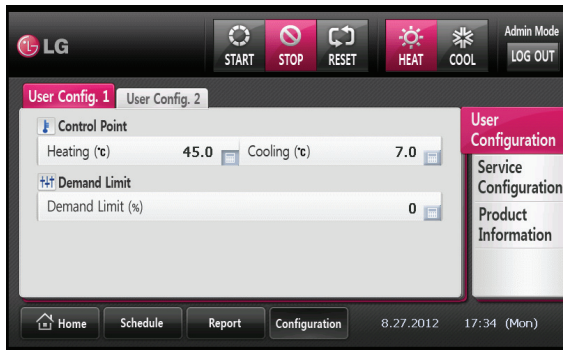 LG
START STOP RESET HEAT COOL
Admin Mode
LOG OUT
User Config. 1 User Config. 2
Control Point
Heating (℃) 45.0 Cooling (℃) 7.0
Demand Limit
Demand Limit (%) 0
User
Configuration
Service
Configuration
Product
Information
Home Schedule Report Configuration 8.27.2012 17:34 (Mon)